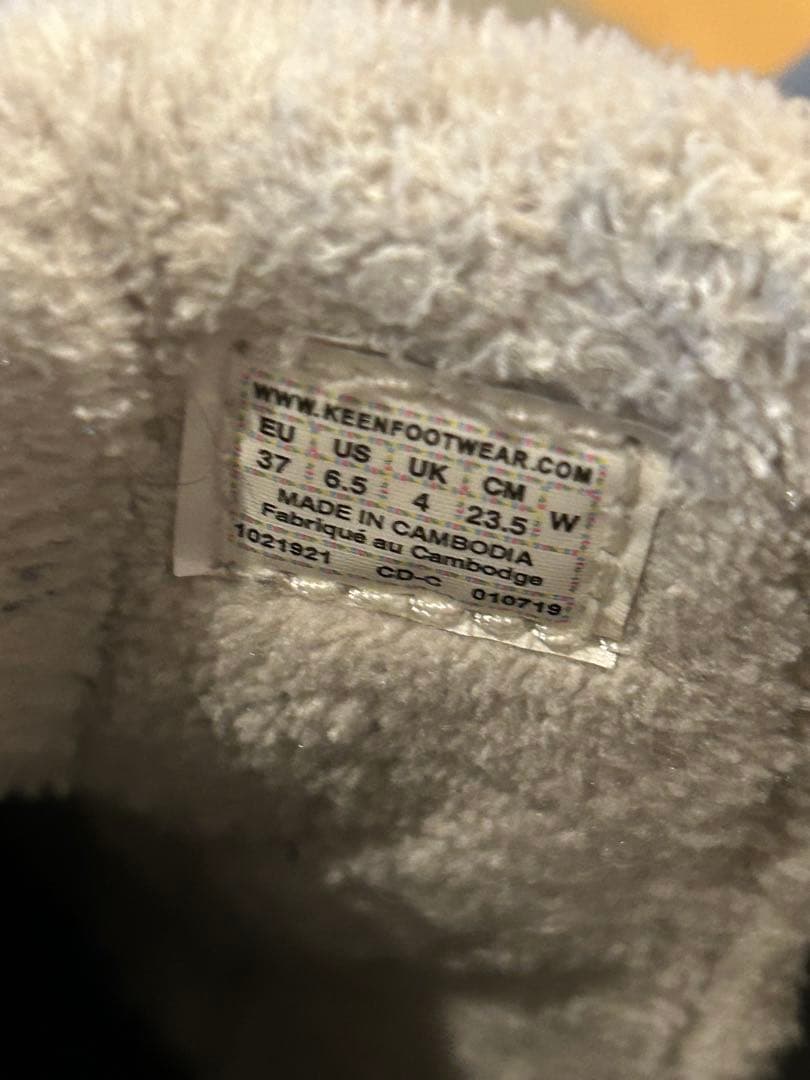 WWW.KEENFOOTWEAR.COM
EU US UK CM
37 6.5 4 23.5 W
MADE IN CAMBODIA
Fabriqué au Cambodge
1021921 CD-C 010719